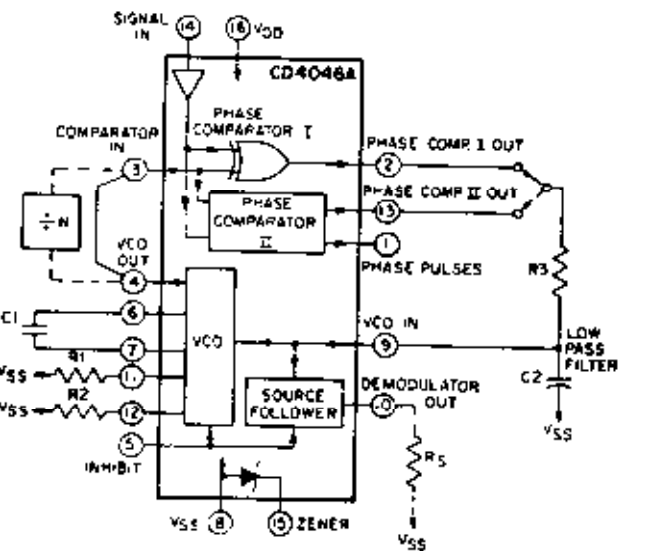 SIGNAL
IN
14
16
VDD
CD4046A
PHASE
COMPARATOR I
COMPARATOR
IN
3
÷ N
PHASE COMP. I OUT
2
PHASE COMP. II OUT
13
PHASE
COMPARATOR
II
1
PHASE PULSES
VCO
OUT
4
R3
C1
6
7
VCO
VCO IN
9
LOW
PASS
FILTER
C2
VSS
R1
11
VSS
R2
12
SOURCE
FOLLOWER
DEMODULATOR
OUT
10
RS
VSS
5
INHIBIT
VSS
8
15
ZENER
VSS